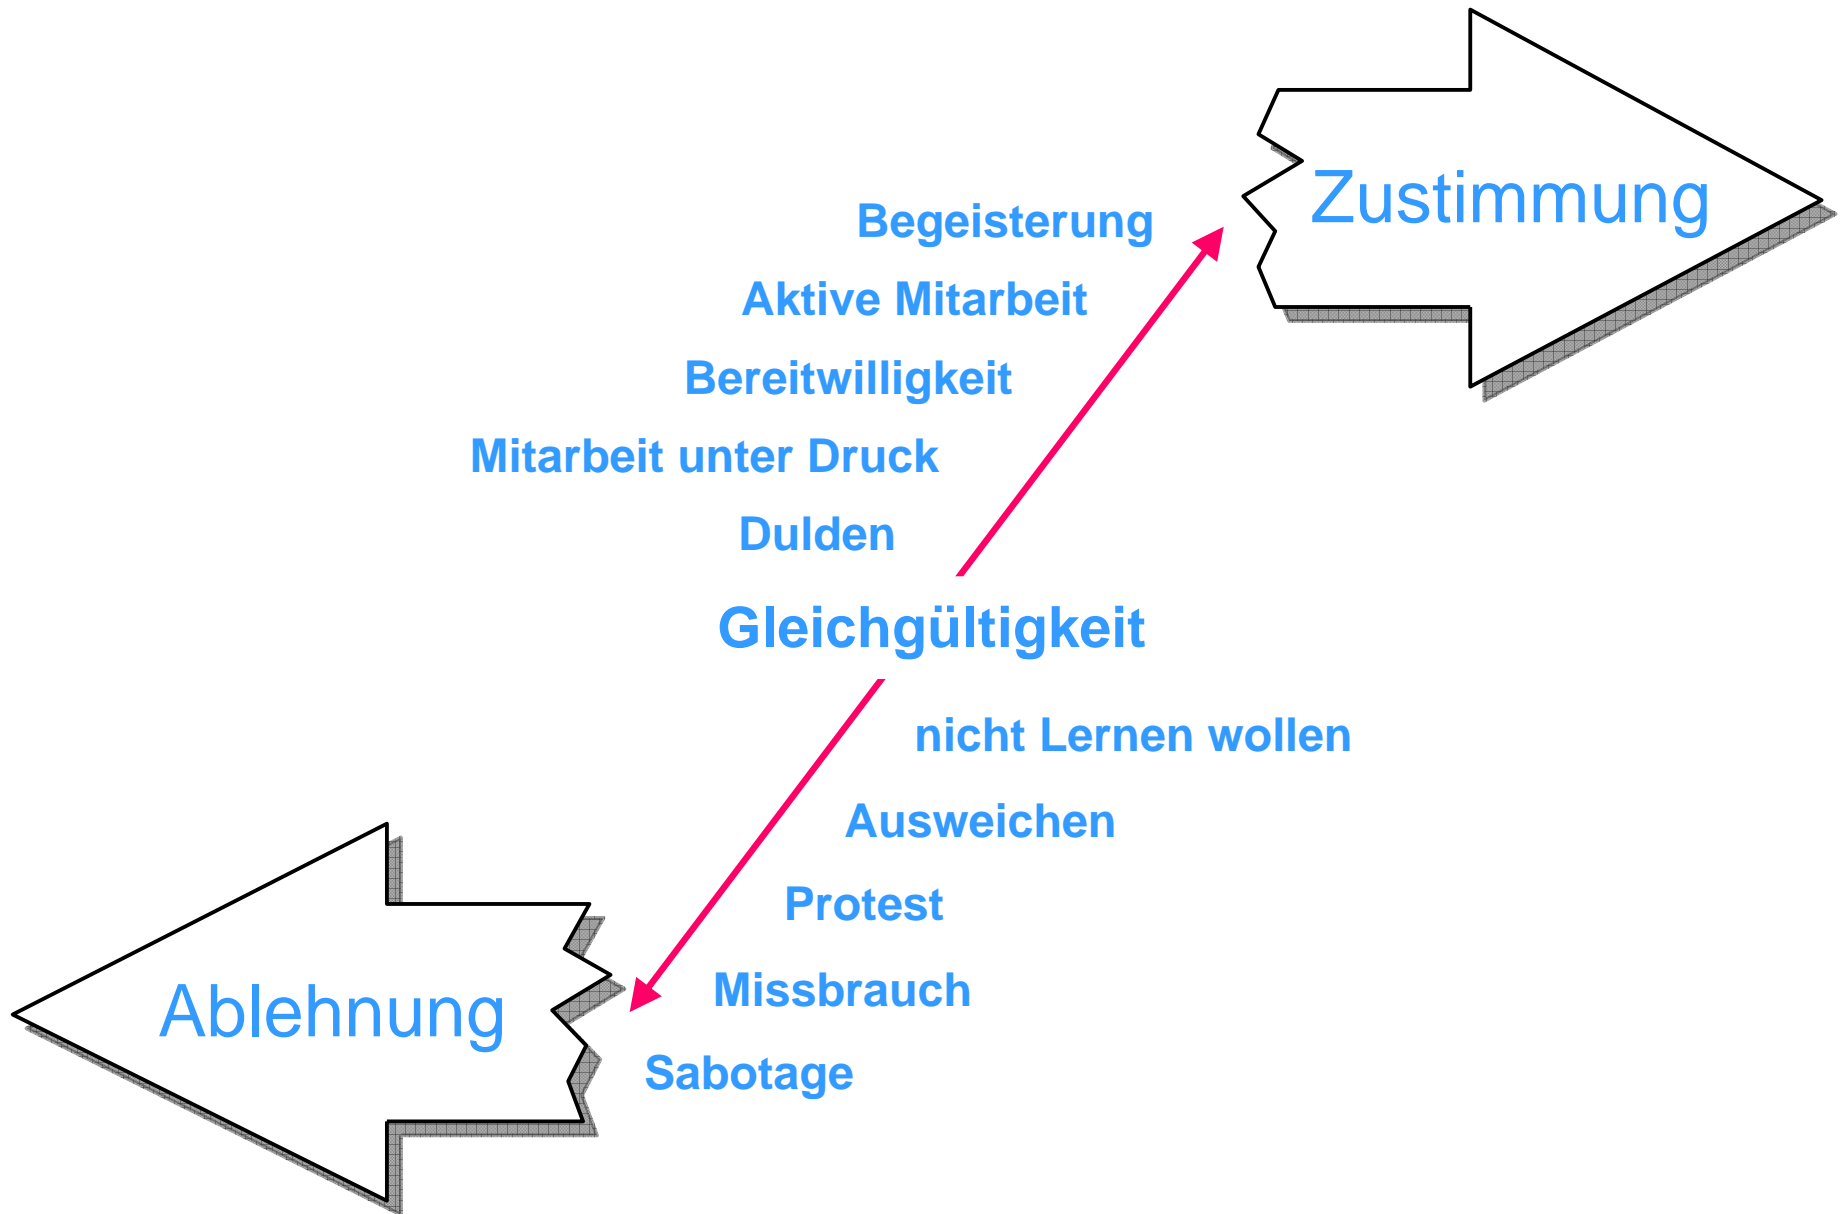 Zustimmung
Begeisterung
Aktive Mitarbeit
Bereitwilligkeit
Mitarbeit unter Druck
Dulden
Gleichgültigkeit
nicht Lernen wollen
Ausweichen
Protest
Missbrauch
Ablehnung
Sabotage